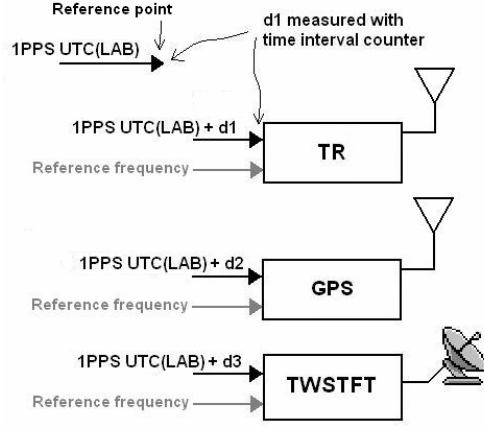 Reference point
1PPS UTC(LAB)
d1 measured with
time interval counter
1PPS UTC(LAB) + d1
Reference frequency
TR
1PPS UTC(LAB) + d2
Reference frequency
GPS
1PPS UTC(LAB) + d3
Reference frequency
TWSTFT